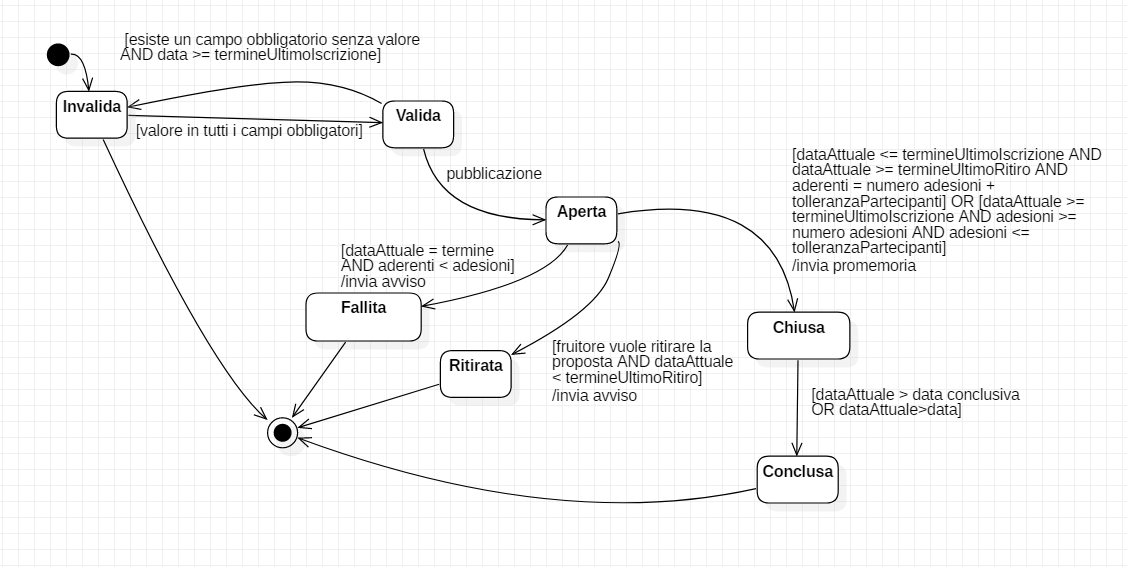 [esiste un campo obbligatorio senza valore
AND data >= termineUltimoIscrizione]
Invalida
Valida
[valore in tutti i campi obbligatori]
pubblicazione
[dataAttuale <= termineUltimoIscrizione AND
dataAttuale >= termineUltimoRitiro AND
aderenti = numero adesioni +
tolleranzaPartecipanti] OR [dataAttuale >=
termineUltimoIscrizione AND adesioni >=
numero adesioni AND adesioni <=
tolleranzaPartecipanti]
/invia promemoria
Aperta
[dataAttuale = termine
AND aderenti < adesioni]
/invia avviso
Fallita
Chiusa
[fruitore vuole ritirare la
proposta AND dataAttuale
< termineUltimoRitiro]
/invia avviso
Ritirata
[dataAttuale > data conclusiva
OR dataAttuale>data]
Conclusa